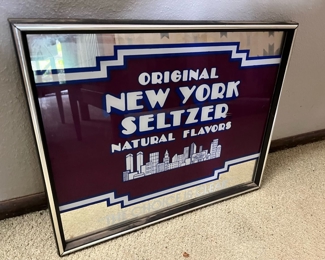 ORIGINAL
NEW YORK
SELTZER
NATURAL FLAVORS